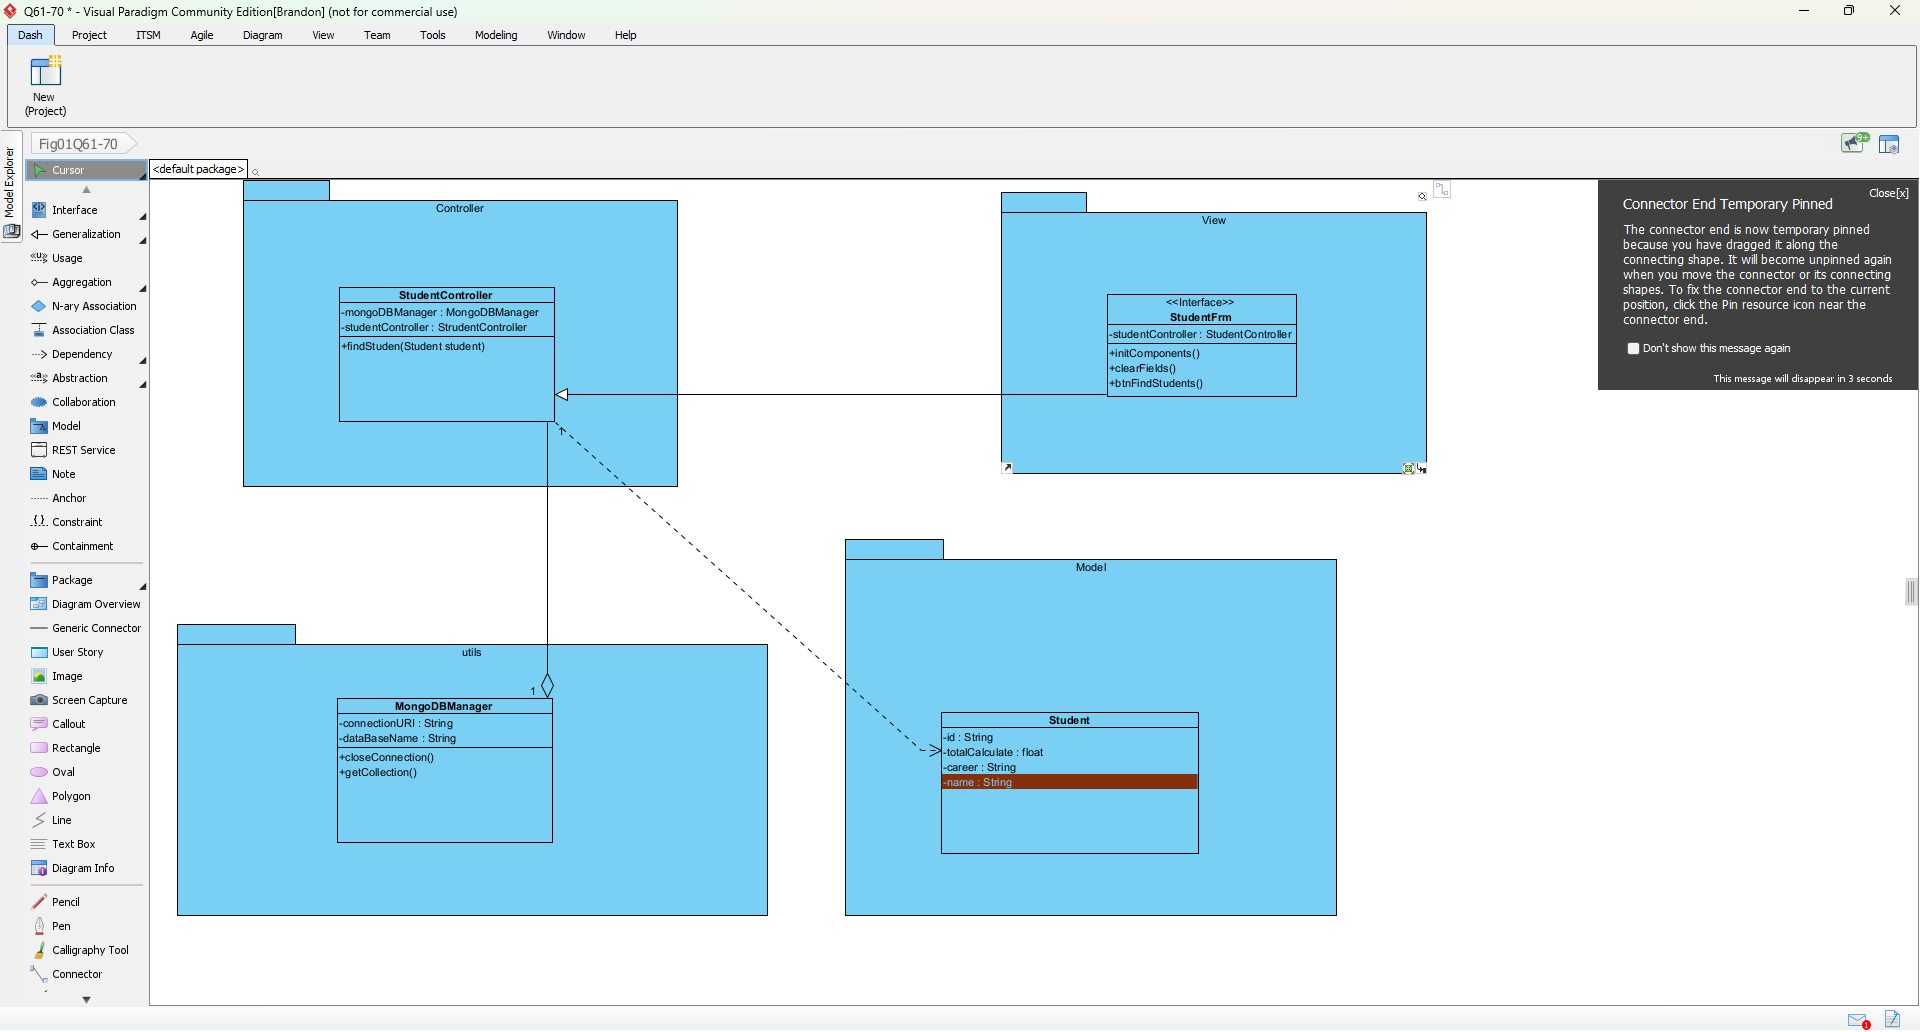 Q61-70 * - Visual Paradigm Community Edition[Brandon] (not for commercial use)
Dash
Project
ITSM
Agile
Diagram
View
Team
Tools
Modeling
Window
Help
New
(Project)
Model Explorer
Fig01Q61-70
9+
Cursor
<default package>
Interface
Generalization
<<U>>
Usage
Aggregation
N-ary Association
Association Class
Dependency
<<a>>
Abstraction
Collaboration
Model
REST Service
Note
Anchor
{}
Constraint
Containment
Package
Diagram Overview
Generic Connector
User Story
Image
Screen Capture
Callout
Rectangle
Oval
Polygon
Line
Text Box
Diagram Info
Pencil
Pen
Calligraphy Tool
Connector
Controller
StudentController
-mongoDBManager : MongoDBManager
-studentController : StrudentController
+findStuden(Student student)
View
<<Interface>>
StudentFrm
-studentController : StudentController
+initComponents()
+clearFields()
+btnFindStudents()
utils
1
MongoDBManager
-connectionURI : String
-dataBaseName : String
+closeConnection()
+getCollection()
Model
Student
-id : String
-totalCalculate : float
-career : String
-name : String
Close[x]
Connector End Temporary Pinned
The connector end is now temporary pinned
because you have dragged it along the
connecting shape. It will become unpinned again
when you move the connector or its connecting
shapes. To fix the connector end to the current
position, click the Pin resource icon near the
connector end.
Don't show this message again
This message will disappear in 3 seconds
1